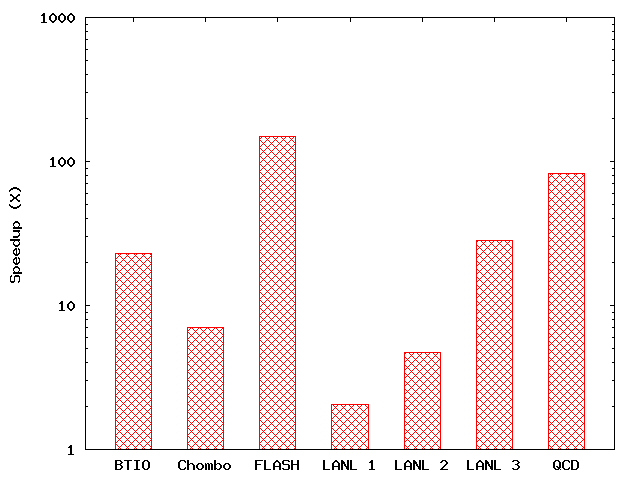 1000
100
10
1
Speedup (X)
BTIO Chombo FLASH LANL 1 LANL 2 LANL 3 QCD